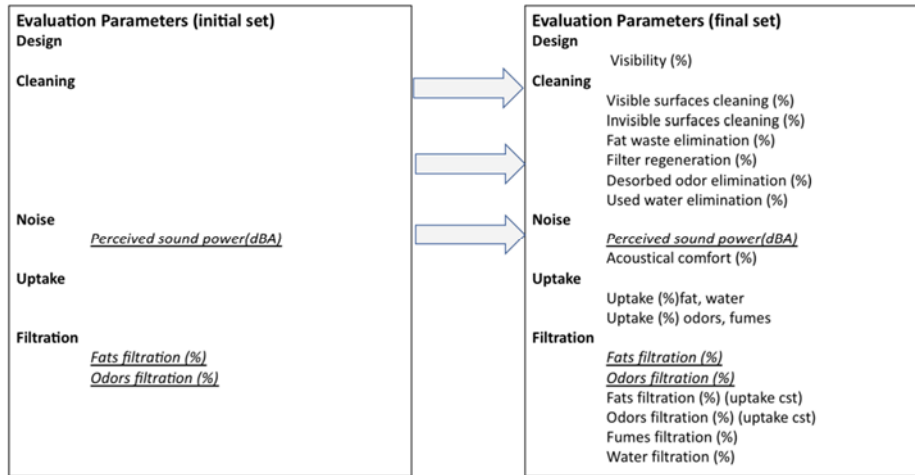 Evaluation Parameters (initial set)
Design
Cleaning
Noise
Perceived sound power(dBA)
Uptake
Filtration
Fats filtration (%)
Odors filtration (%)
Evaluation Parameters (final set)
Design
Visibility (%)
Cleaning
Visible surfaces cleaning (%)
Invisible surfaces cleaning (%)
Fat waste elimination (%)
Filter regeneration (%)
Desorbed odor elimination (%)
Used water elimination (%)
Noise
Perceived sound power(dBA)
Acoustical comfort (%)
Uptake
Uptake (%)fat, water
Uptake (%) odors, fumes
Filtration
Fats filtration (%)
Odors filtration (%)
Fats filtration (%) (uptake cst)
Odors filtration (%) (uptake cst)
Fumes filtration (%)
Water filtration (%)